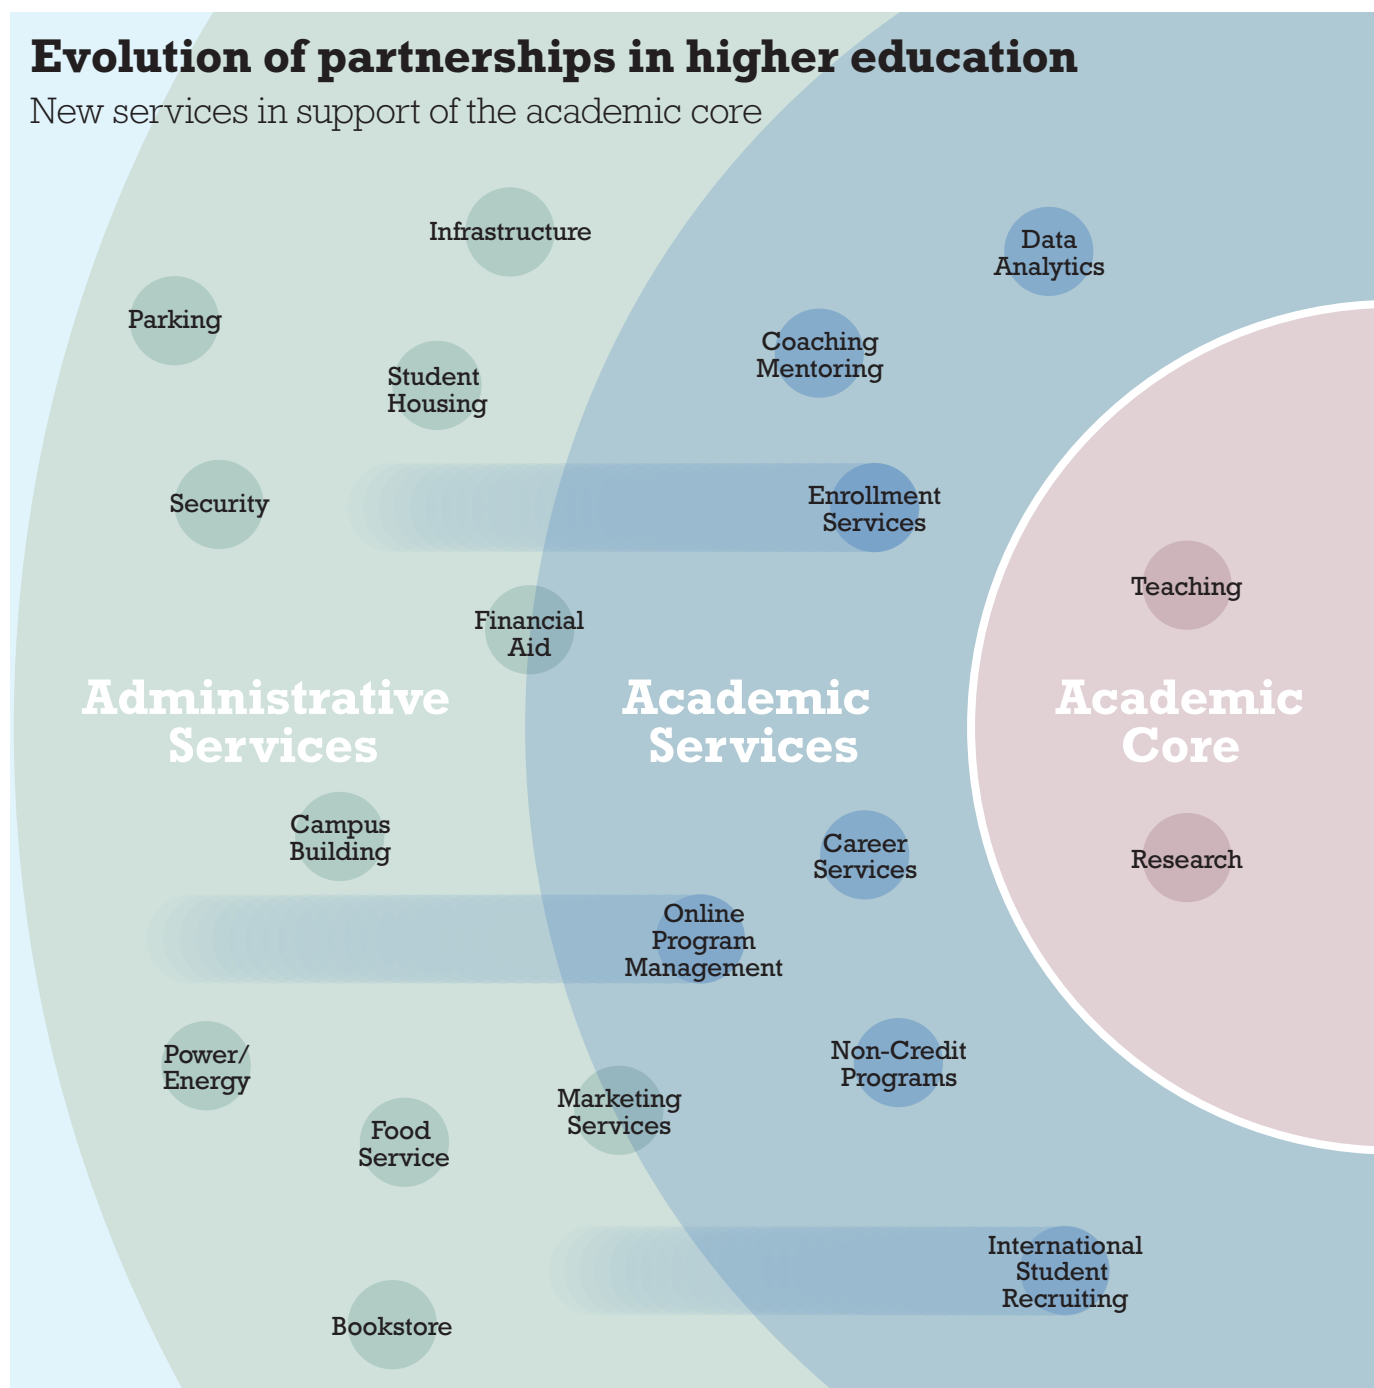 Evolution of partnerships in higher education
New services in support of the academic core
Infrastructure
Data
Analytics
Parking
Coaching
Mentoring
Student
Housing
Security
Enrollment
Services
Financial
Aid
Teaching
Administrative
Services
Academic
Services
Academic
Core
Campus
Building
Career
Services
Research
Online
Program
Management
Power/
Energy
Non-Credit
Programs
Marketing
Services
Food
Service
International
Student
Recruiting
Bookstore